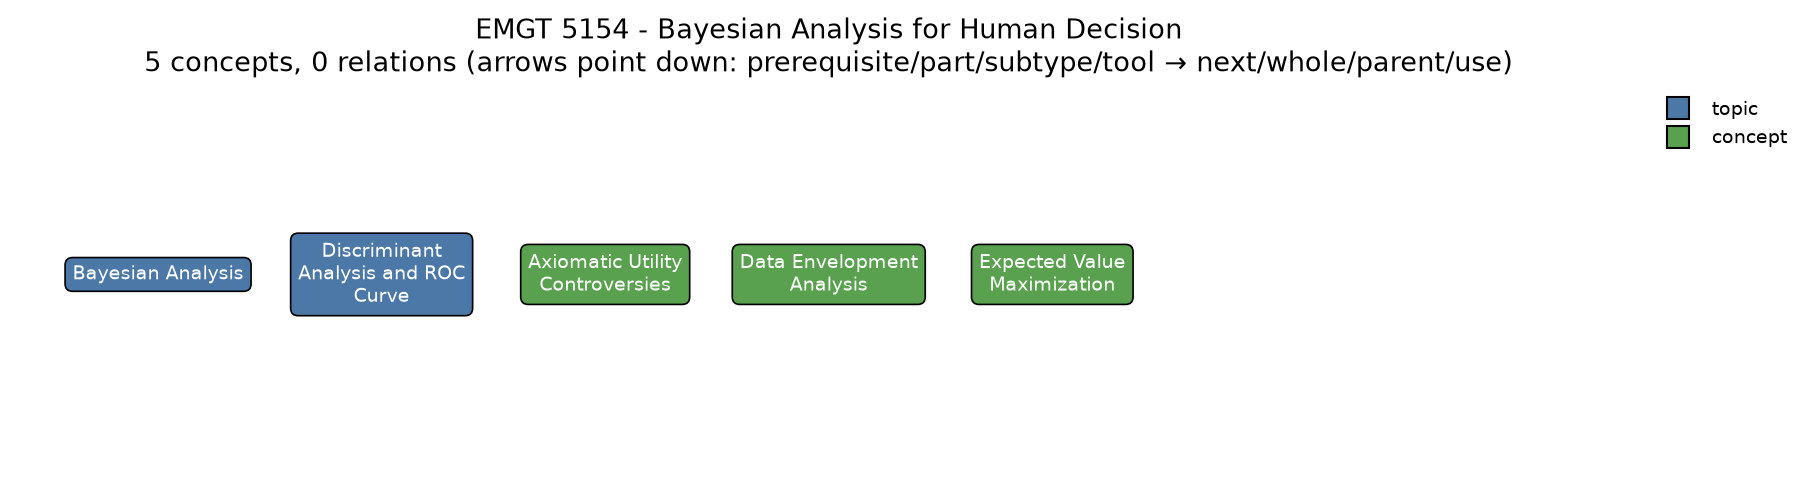 EMGT 5154 - Bayesian Analysis for Human Decision
5 concepts, 0 relations (arrows point down: prerequisite/part/subtype/tool → next/whole/parent/use)
topic
concept
Bayesian Analysis
Discriminant
Analysis and ROC
Curve
Axiomatic Utility
Controversies
Data Envelopment
Analysis
Expected Value
Maximization